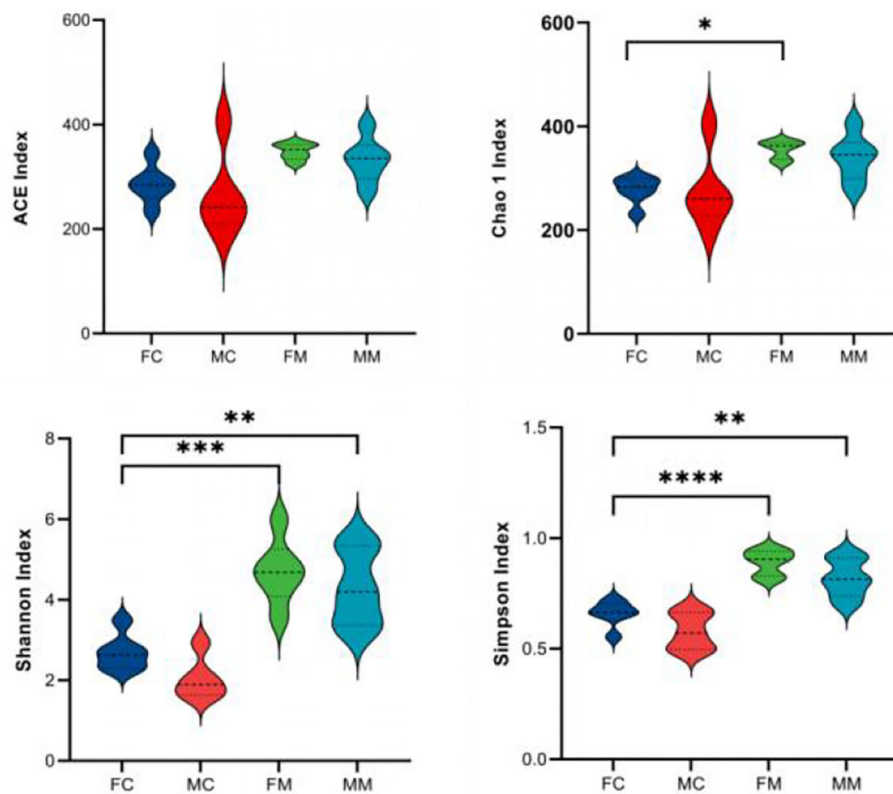 ACE Index
600
400
200
0
FC MC FM MM
Chao 1 Index
600
400
200
0
*
FC MC FM MM
Shannon Index
8
6
4
2
0
**
***
FC MC FM MM
Simpson Index
1.5
1.0
0.5
0.0
**
****
FC MC FM MM